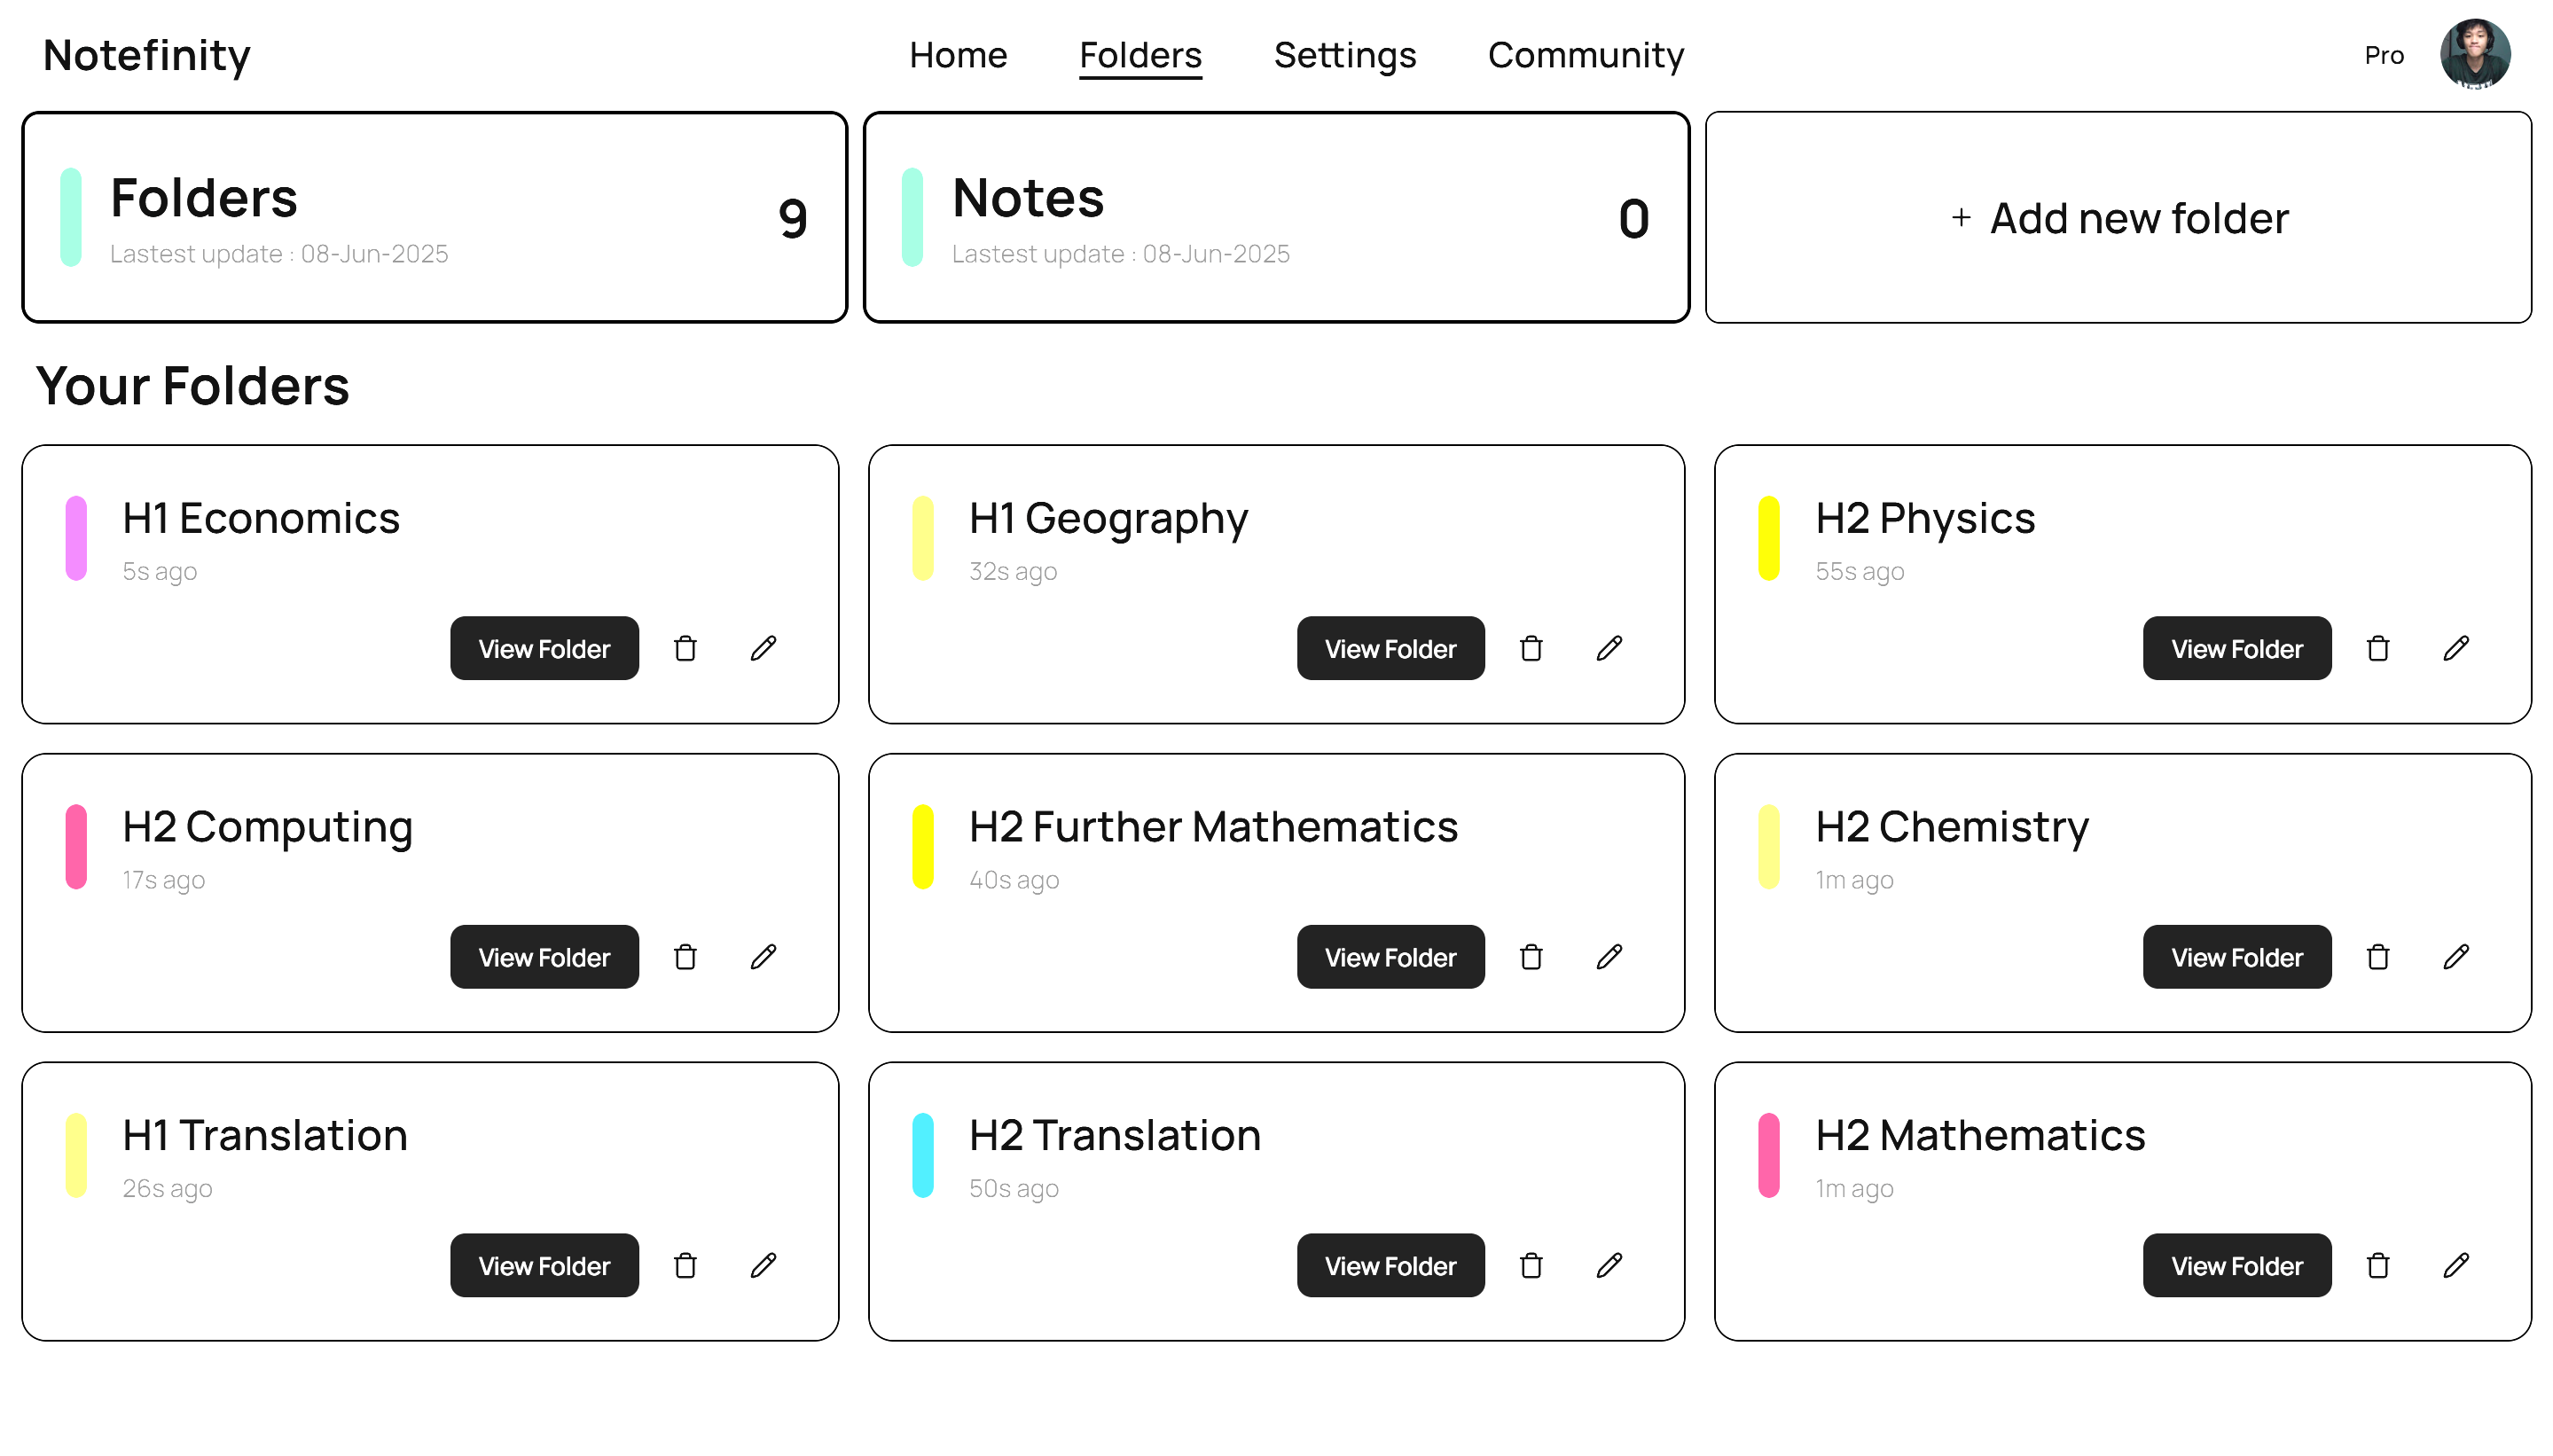 Notefinity
Home Folders Settings Community
Pro
Folders
Lastest update : 08-Jun-2025
9
Notes
Lastest update : 08-Jun-2025
0
+ Add new folder
Your Folders
H1 Economics
5s ago
View Folder
H1 Geography
32s ago
View Folder
H2 Physics
55s ago
View Folder
H2 Computing
17s ago
View Folder
H2 Further Mathematics
40s ago
View Folder
H2 Chemistry
1m ago
View Folder
H1 Translation
26s ago
View Folder
H2 Translation
50s ago
View Folder
H2 Mathematics
1m ago
View Folder